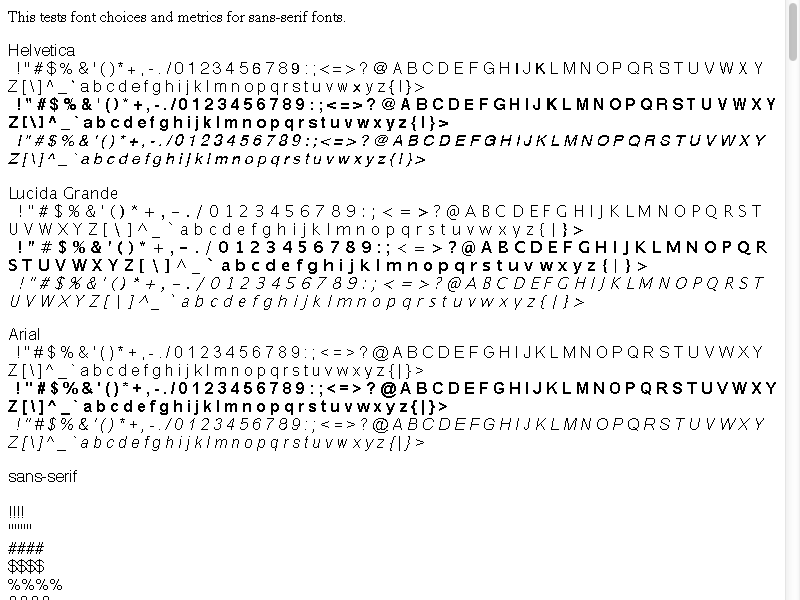 This tests font choices and metrics for sans-serif fonts.
Helvetica
!"#$%&'()*+,-./0123456789:;<=>?@ABCDEFGHIJKLMNOPQRSTUVWXY
Z[\]^_`abcdefghijklmnopqrstuvwxyz{|}>
!"#$%&'()*+,-./0123456789:;<=>?@ABCDEFGHIJKLMNOPQRSTUVWXY
Z[\]^_`abcdefghijklmnopqrstuvwxyz{|}>
!"#$%&'()*+,-./0123456789:;<=>?@ABCDEFGHIJKLMNOPQRSTUVWXY
Z[\]^_`abcdefghijklmnopqrstuvwxyz{|}>
Lucida Grande
!"#$%&'()*+,-./0123456789:;<=>?@ABCDEFGHIJKLMNOPQRST
UVWXYZ[\]^_`abcdefghijklmnopqrstuvwxyz{|}>
!"#$%&'()*+,-./0123456789:;<=>?@ABCDEFGHIJKLMNOPQR
STUVWXYZ[\]^_`abcdefghijklmnopqrstuvwxyz{|}>
!"#$%&'()*+,-./0123456789:;<=>?@ABCDEFGHIJKLMNOPQRST
UVWXYZ[\]^_`abcdefghijklmnopqrstuvwxyz{|}>
Arial
!"#$%&'()*+,-./0123456789:;<=>?@ABCDEFGHIJKLMNOPQRSTUVWXY
Z[\]^_`abcdefghijklmnopqrstuvwxyz{|}>
!"#$%&'()*+,-./0123456789:;<=>?@ABCDEFGHIJKLMNOPQRSTUVWXY
Z[\]^_`abcdefghijklmnopqrstuvwxyz{|}>
!"#$%&'()*+,-./0123456789:;<=>?@ABCDEFGHIJKLMNOPQRSTUVWXY
Z[\]^_`abcdefghijklmnopqrstuvwxyz{|}>
sans-serif
!!!!
""""
####
$$$$
%%%%